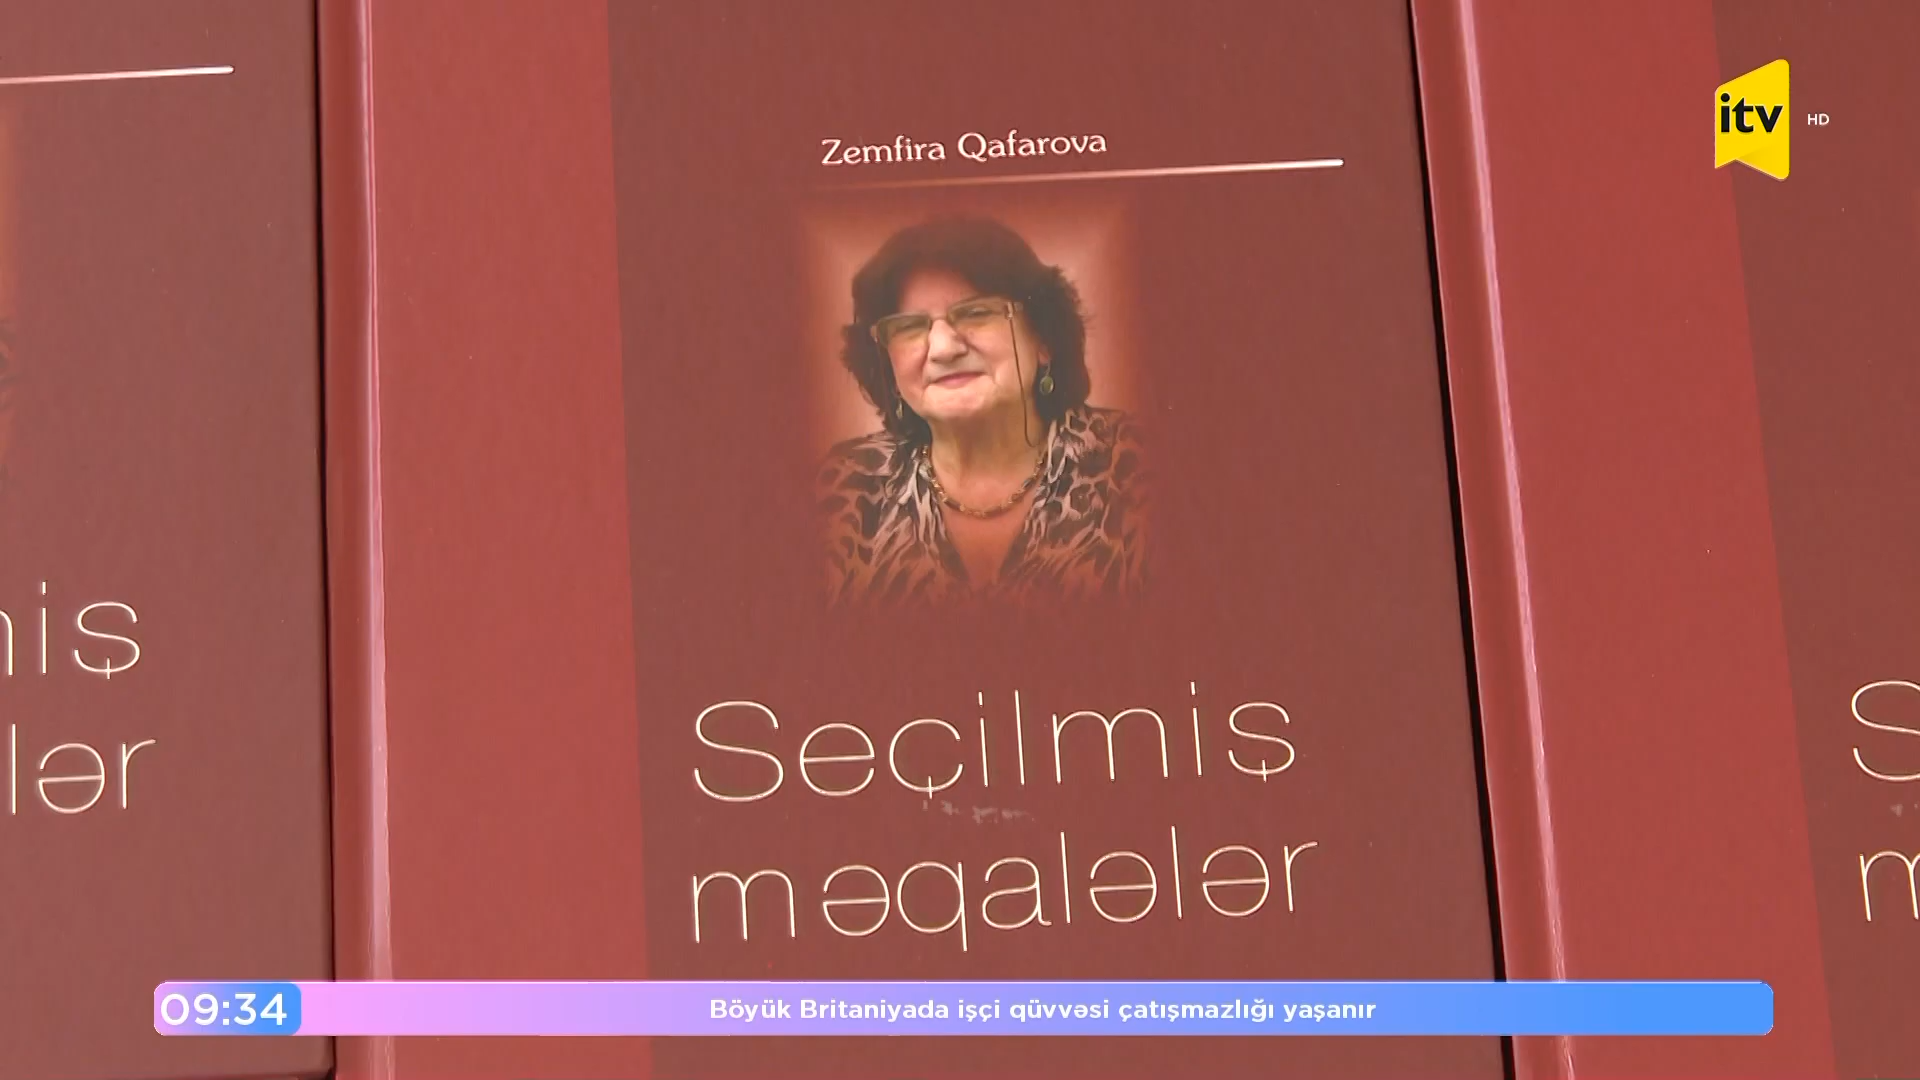 itv
HD
Zemfira Qafarova
Seçilmiş
məqalələr
09:34
Böyük Britaniyada işçi qüvvəsi çatışmazlığı yaşanır